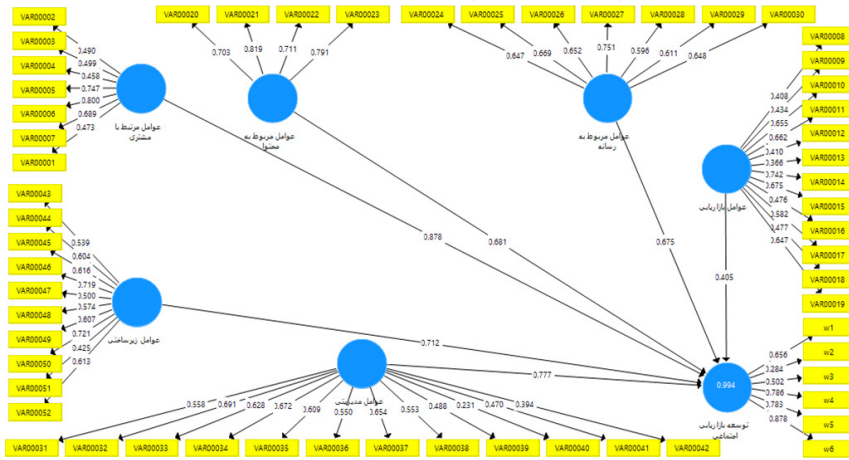 VAR00002
VAR00003
VAR00004
VAR00005
VAR00006
VAR00007
VAR00001
0.490
0.499
0.458
0.747
0.800
0.689
0.473
عوامل مرتبط با
مشتری
VAR00020
VAR00021
VAR00022
VAR00023
0.703
0.819
0.711
0.791
عوامل مربوط به
محتوا
VAR00024
VAR00025
VAR00026
VAR00027
VAR00028
VAR00029
VAR00030
0.647
0.669
0.652
0.751
0.596
0.611
0.648
عوامل مربوط به
رسانه
VAR00008
VAR00009
VAR00010
VAR00011
VAR00012
VAR00013
VAR00014
VAR00015
VAR00016
VAR00017
VAR00018
VAR00019
0.408
0.434
0.655
0.662
0.410
0.366
0.742
0.675
0.476
0.582
0.477
0.647
عوامل بازاریابی
0.878
0.681
0.675
0.405
0.712
0.777
VAR00043
VAR00044
VAR00045
VAR00046
VAR00047
VAR00048
VAR00049
VAR00050
VAR00051
VAR00052
0.539
0.604
0.616
0.719
0.500
0.574
0.607
0.721
0.425
0.613
عوامل زیرساختی
عوامل مدیریتی
0.558
0.691
0.628
0.672
0.609
0.550
0.654
0.553
0.488
0.231
0.470
0.394
VAR00031
VAR00032
VAR00033
VAR00034
VAR00035
VAR00036
VAR00037
VAR00038
VAR00039
VAR00040
VAR00041
VAR00042
0.994
توسعه بازاریابی
اجتماعی
0.656
0.284
0.502
0.786
0.783
0.878
w1
w2
w3
w4
w5
w6